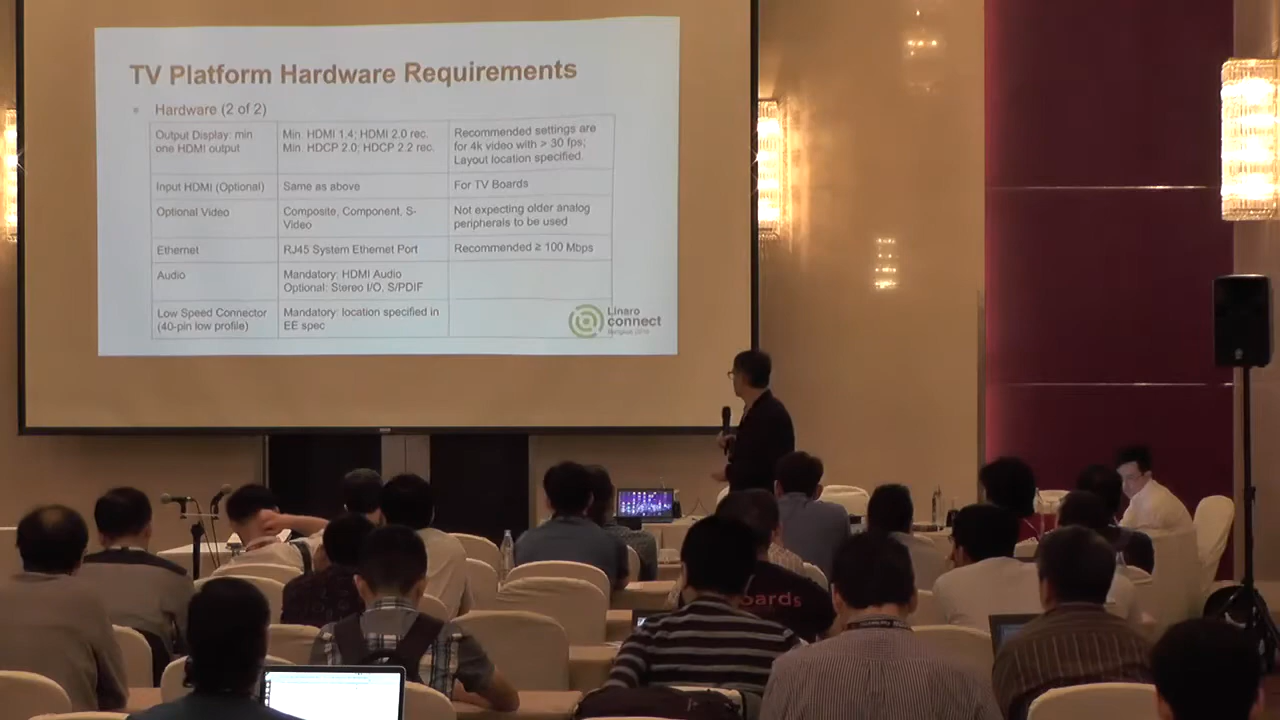 TV Platform Hardware Requirements
Hardware (2 of 2)
Output Display: min
one HDMI output
Min. HDMI 1.4; HDMI 2.0 rec.
Min. HDCP 2.0; HDCP 2.2 rec.
Recommended settings are
for 4k video with > 30 fps;
Layout location specified.
Input HDMI (Optional)
Same as above
For TV Boards
Optional Video
Composite, Component, S-
Video
Not expecting older analog
peripherals to be used
Ethernet
RJ45 System Ethernet Port
Recommended ≥ 100 Mbps
Audio
Mandatory: HDMI Audio
Optional: Stereo I/O, S/PDIF
Low Speed Connector
(40-pin low profile)
Mandatory: location specified in
EE spec
Linaro
connect